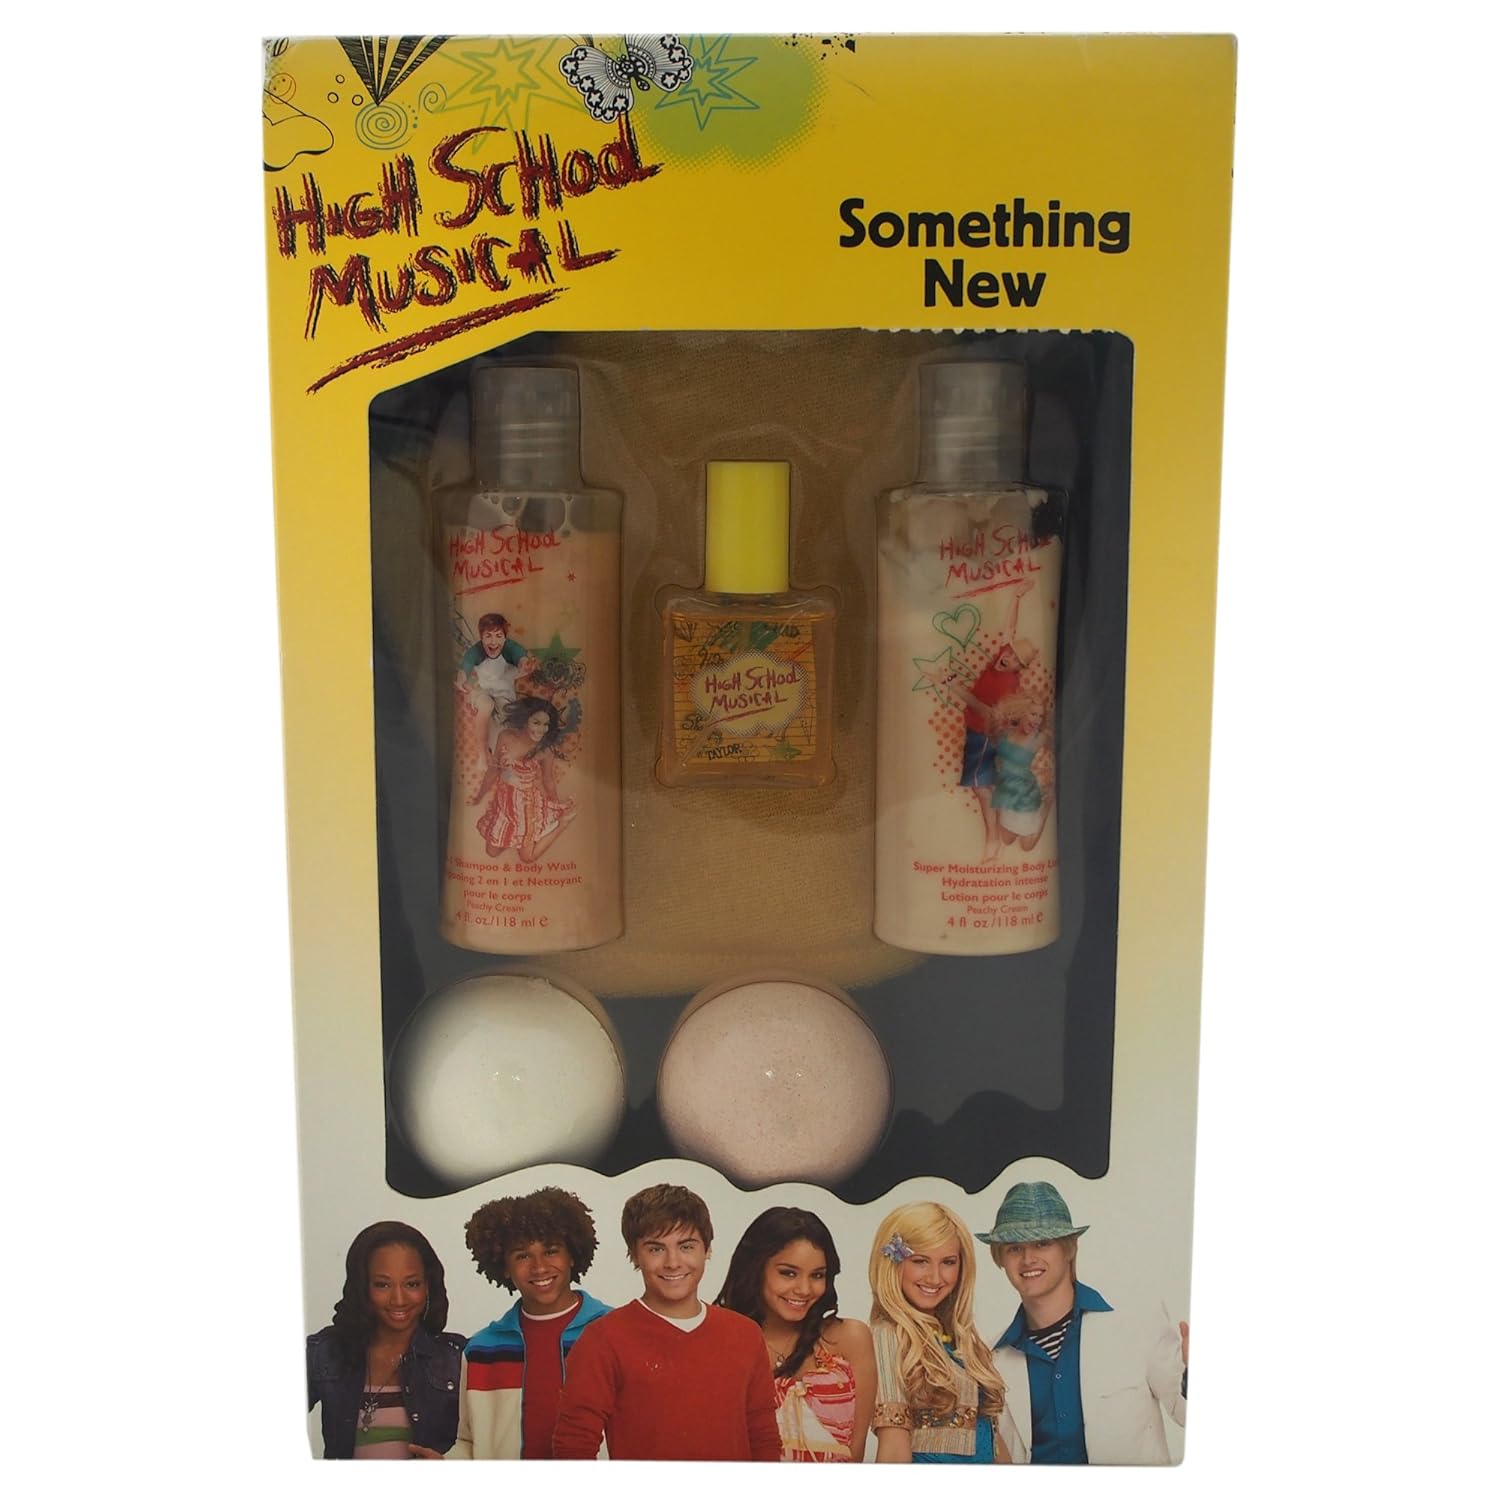 HIGH SCHOOL
MUSICAL
Something
New
HIGH SCHOOL
MUSICAL
Shampoo & Body Wash
2 en 1 et Nettoyant
pour le corps
Peachy Cream
4 fl. oz./118 ml e
HIGH SCHOOL
MUSICAL
TAYLOR
HIGH
MUSICAL
Super Moisturizing Body
Hydratation intense
Lotion pour le corps
Peachy Cream
4 fl oz./118 ml e